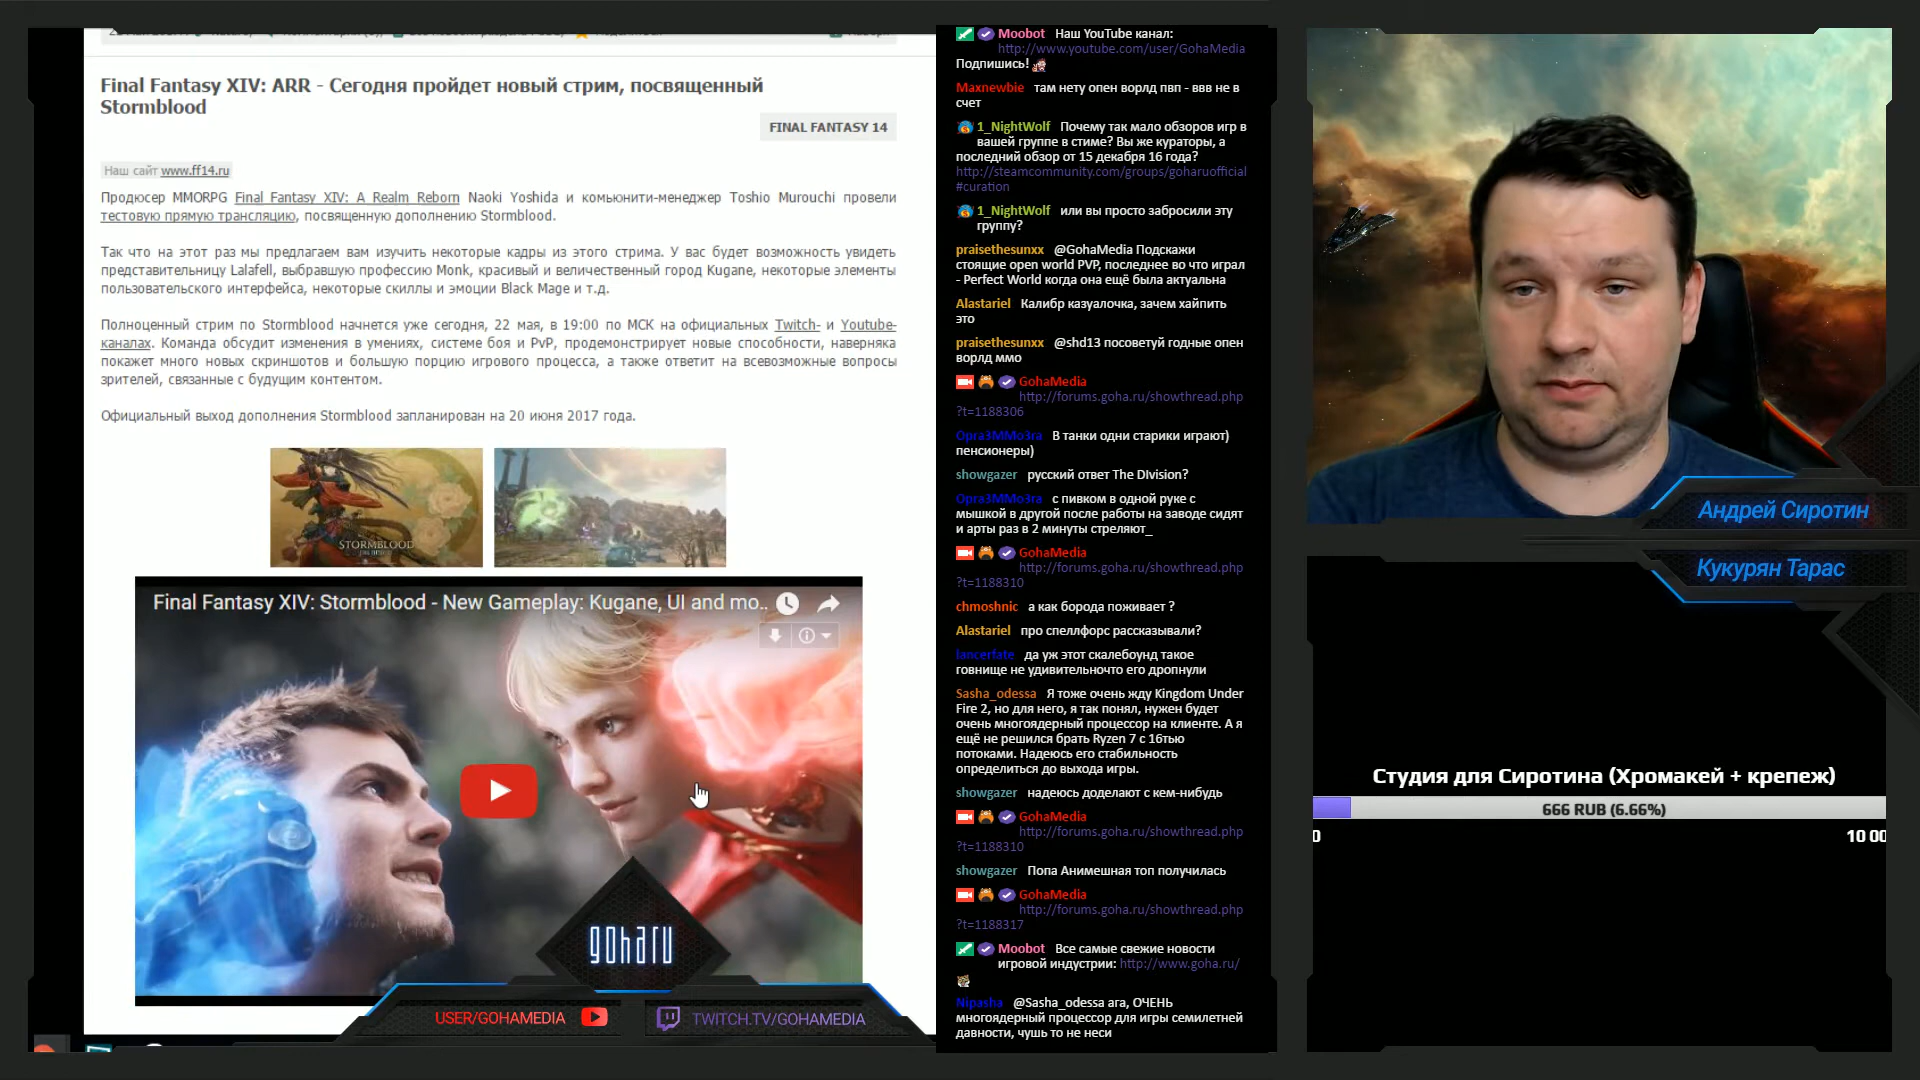 Final Fantasy XIV: ARR - Сегодня пройдет новый стрим, посвященный
Stormblood
FINAL FANTASY 14
Наш сайт www.ff14.ru
Продюсер MMORPG Final Fantasy XIV: A Realm Reborn Naoki Yoshida и комьюнити-менеджер Toshio Murouchi провели
тестовую прямую трансляцию, посвященную дополнению Stormblood.
Так что на этот раз мы предлагаем вам изучить некоторые кадры из этого стрима. У вас будет возможность увидеть
представительницу Lalafell, выбравшую профессию Monk, красивый и величественный город Kugane, некоторые элементы
пользовательского интерфейса, некоторые скиллы и эмоции Black Mage и т.д.
Полноценный стрим по Stormblood начнется уже сегодня, 22 мая, в 19:00 по МСК на официальных Twitch- и Youtube-
каналах. Команда обсудит изменения в умениях, системе боя и PvP, продемонстрирует новые способности, наверняка
покажет много новых скриншотов и большую порцию игрового процесса, а также ответит на всевозможные вопросы
зрителей, связанные с будущим контентом.
Официальный выход дополнения Stormblood запланирован на 20 июня 2017 года.
STORMBLOOD
Final Fantasy XIV: Stormblood - New Gameplay: Kugane, UI and mo...
goharu
USER/GOHAMEDIA
TWITCH.TV/GOHAMEDIA
Moobot Наш YouTube канал:
http://www.youtube.com/user/GohaMedia
Подпишись!
Maxnewbie там нету опен ворлд пвп - ввв не в
счет
1_NightWolf Почему так мало обзоров игр в
вашей группе в стиме? Вы же кураторы, а
последний обзор от 15 декабря 16 года?
http://steamcommunity.com/groups/goharuofficial
#curation
1_NightWolf или вы просто забросили эту
группу?
praisethesunxx @GohaMedia Подскажи
стоящие open world PVP, последнее во что играл
- Perfect World когда она ещё была актуальна
Alastariel Калибр казуалочка, зачем хайпить
это
praisethesunxx @shd13 посоветуй годные опен
ворлд ммо
GohaMedia
http://forums.goha.ru/showthread.php
?t=1188306
Opra3MMo3ra В танки одни старики играют)
пенсионеры)
showgazer русский ответ The DIvision?
Opra3MMo3ra с пивком в одной руке с
мышкой в другой после работы на заводе сидят
и арты раз в 2 минуты стреляют_
GohaMedia
http://forums.goha.ru/showthread.php
?t=1188310
chmoshnic а как борода поживает ?
Alastariel про спеллфорс рассказывали?
lancerfate да уж этот скалебоунд такое
говнище не удивительночто его дропнули
Sasha_odessa Я тоже очень жду Kingdom Under
Fire 2, но для него, я так понял, нужен будет
очень многоядерный процессор на клиенте. А я
ещё не решился брать Ryzen 7 с 16тью
потоками. Надеюсь его стабильность
определиться до выхода игры.
showgazer надеюсь доделают с кем-нибудь
GohaMedia
http://forums.goha.ru/showthread.php
?t=1188310
showgazer Попа Анимешная топ получилась
GohaMedia
http://forums.goha.ru/showthread.php
?t=1188317
Moobot Все самые свежие новости
игровой индустрии: http://www.goha.ru/
Nipasha @Sasha_odessa ага, ОЧЕНЬ
многоядерный процессор для игры семилетней
давности, чушь то не неси
Андрей Сиротин
Кукурян Тарас
Студия для Сиротина (Хромакей + крепеж)
666 RUB (6.66%)
0
10 00